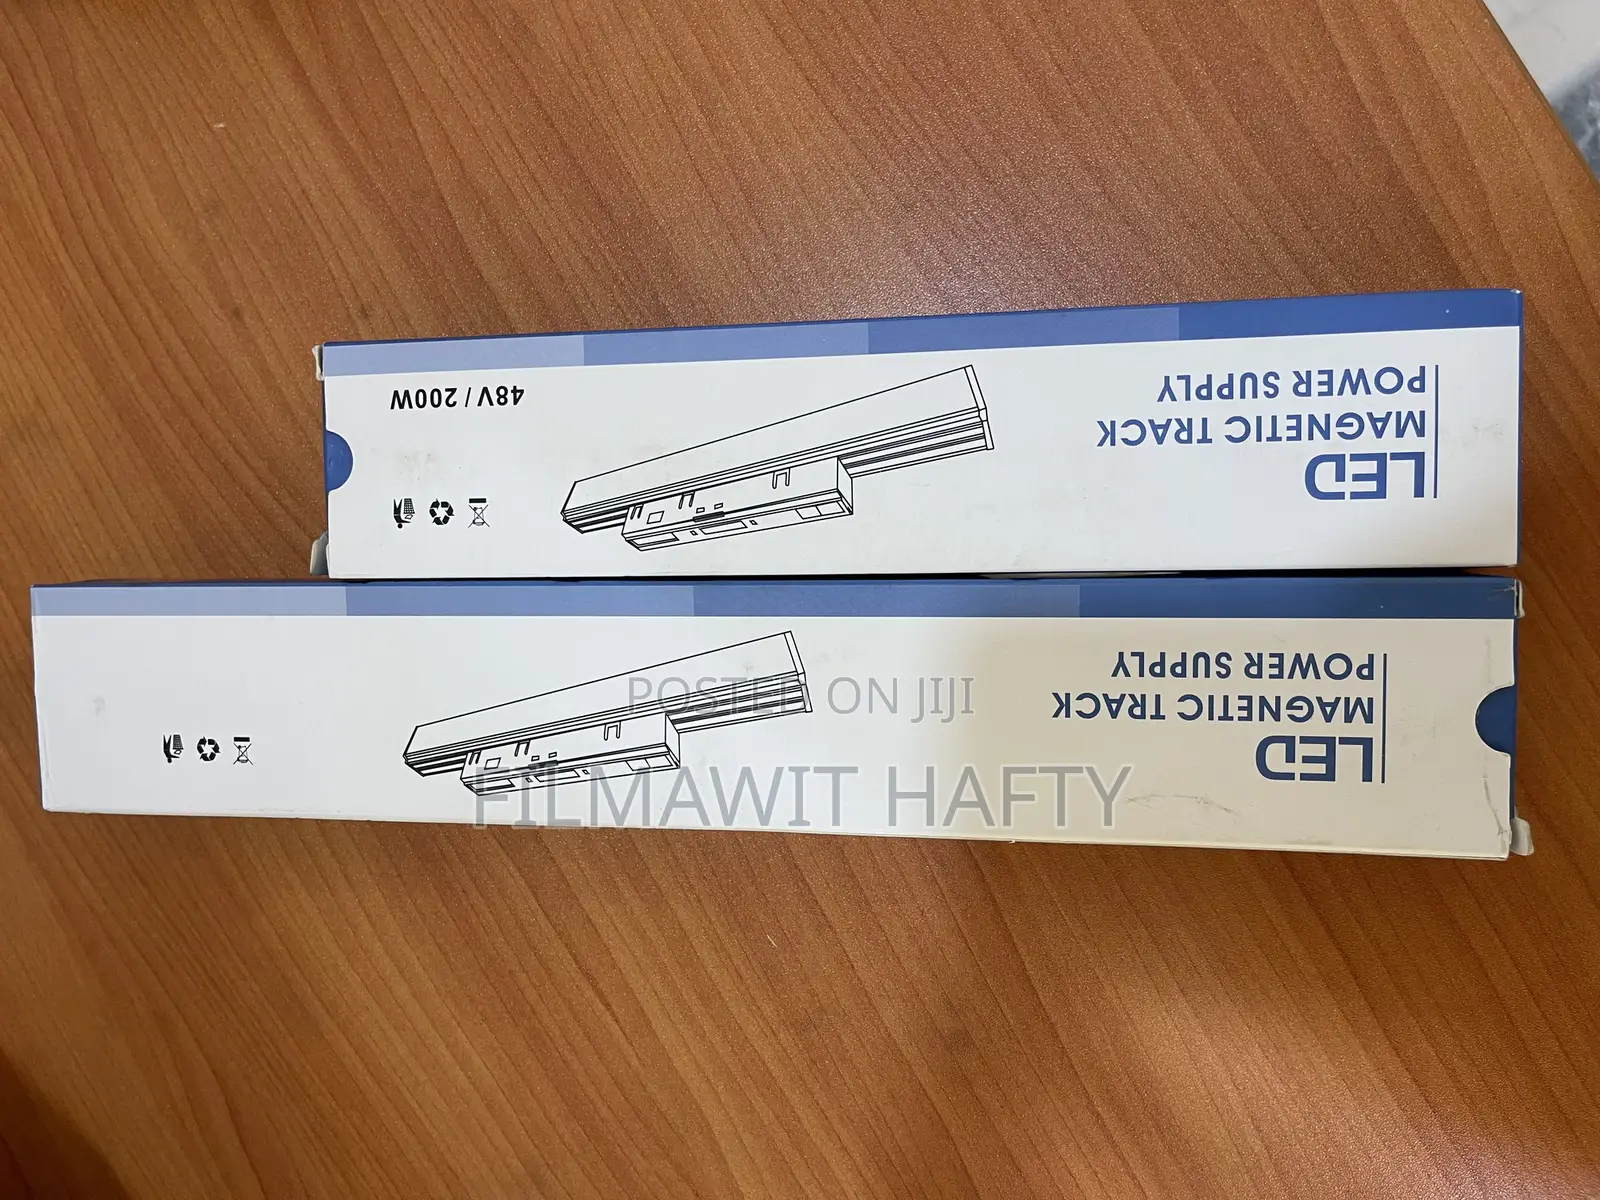 LED
MAGNETIC TRACK
POWER SUPPLY
48V / 200W
LED
MAGNETIC TRACK
POWER SUPPLY
POSTED ON JIJI
FILMAWIT HAFTY